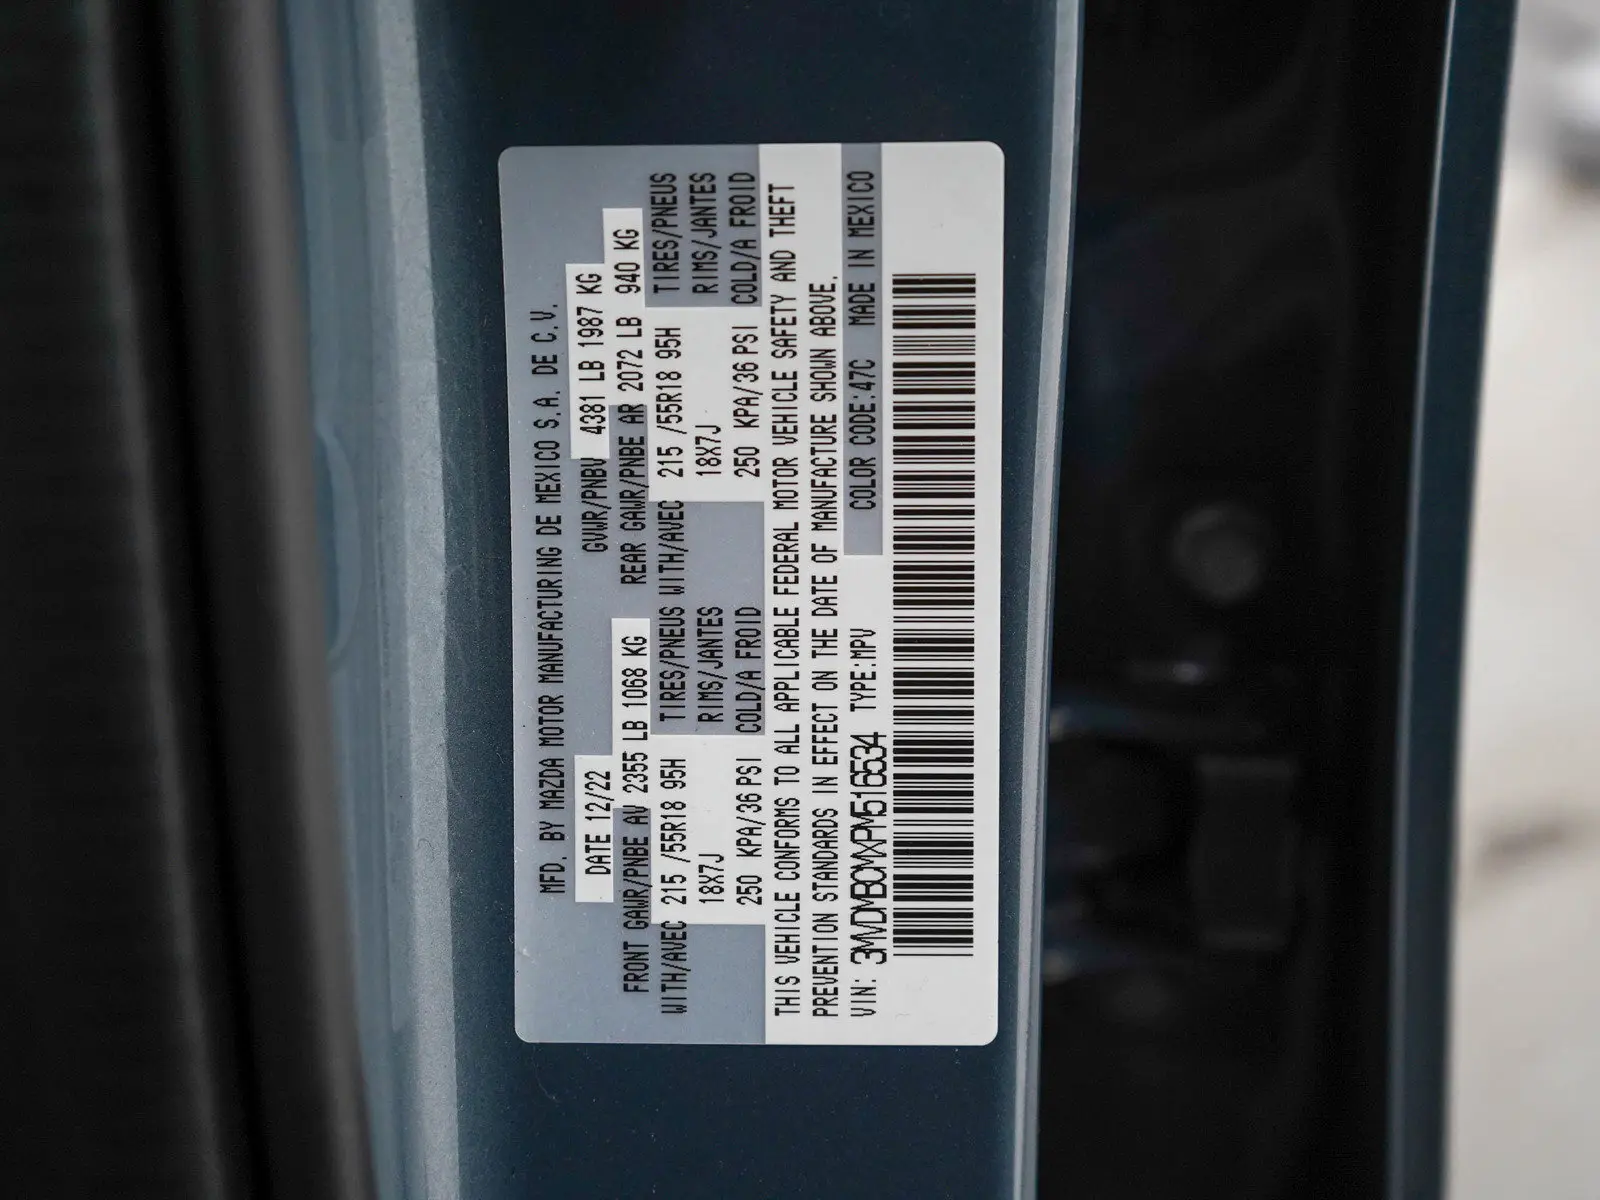 MFD. BY MAZDA MOTOR MANUFACTURING DE MEXICO S.A. DE C.V.
DATE 12/22 GVWR/PNBV 4381 LB 1987 KG
FRONT GAWR/PNBE AV 2355 LB 1068 KG REAR GAWR/PNBE AR 2072 LB 940 KG
WITH/AVEC 215 /55R18 95H TIRES/PNEUS WITH/AVEC 215 /55R18 95H TIRES/PNEUS
18X7J RIMS/JANTES 18X7J RIMS/JANTES
250 KPA/36 PSI COLD/A FROID 250 KPA/36 PSI COLD/A FROID
THIS VEHICLE CONFORMS TO ALL APPLICABLE FEDERAL MOTOR VEHICLE SAFETY AND THEFT
PREVENTION STANDARDS IN EFFECT ON THE DATE OF MANUFACTURE SHOWN ABOVE.
VIN: 3MVDMBCMXPM516534 TYPE:MPV COLOR CODE:47C MADE IN MEXICO